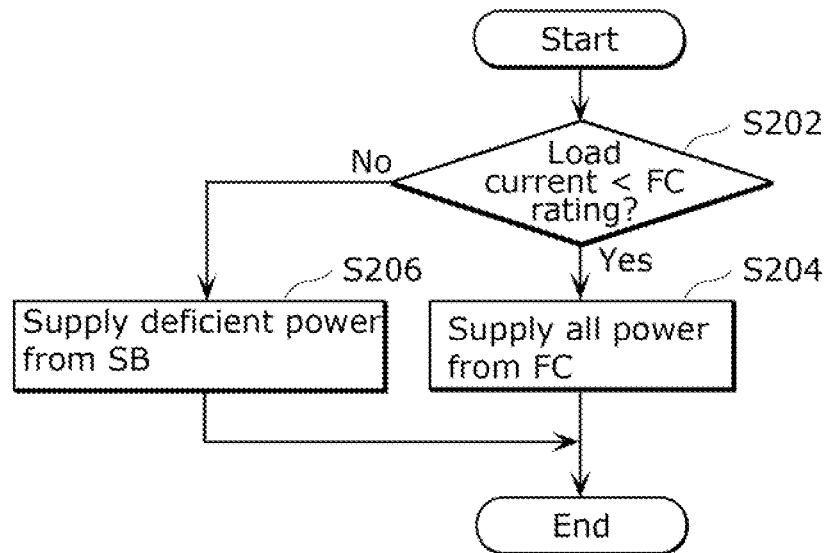 Start
S202
Load
current < FC
rating?
No
Yes
S206
S204
Supply deficient power
from SB
Supply all power
from FC
End